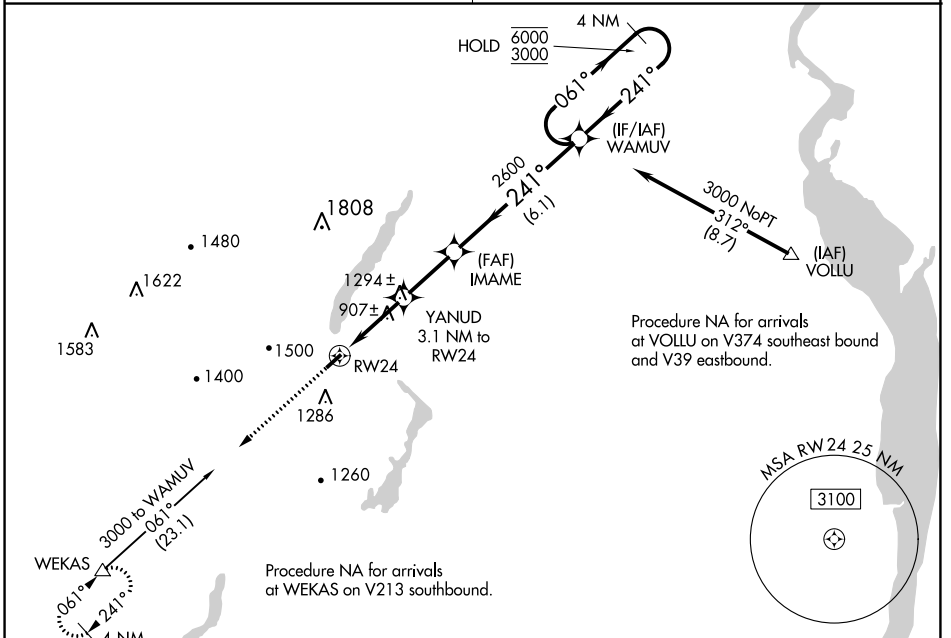 4 NM
HOLD 6000
3000
061°
241°
(IF/IAF)
WAMUV
2600
241°
(6.1)
3000 NoPT
312°
(8.7)
(IAF)
VOLLU
1808
1480
(FAF)
IMAME
1622
1294±
907±
YANUD
3.1 NM to
RW24
1583
Procedure NA for arrivals
at VOLLU on V374 southeast bound
and V39 eastbound.
1500
RW24
1400
1286
1260
MSA RW24 25 NM
3100
3000 to WAMUV
061°
(23.1)
WEKAS
Procedure NA for arrivals
at WEKAS on V213 southbound.
061°
241°
4 NM